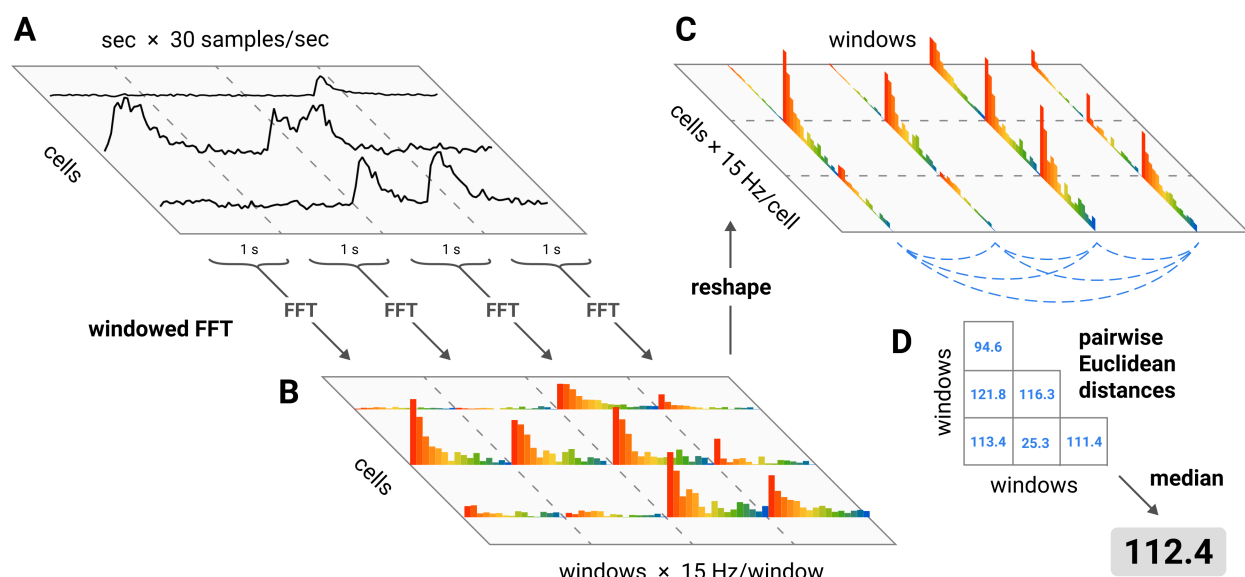 A
sec × 30 samples/sec
cells
1 s
1 s
1 s
1 s
FFT
FFT
FFT
FFT
windowed FFT
B
cells
windows × 15 Hz/window
reshape
C
windows
cells × 15 Hz/cell
D
windows
94.6
121.8 116.3
113.4 25.3 111.4
windows
pairwise
Euclidean
distances
median
112.4